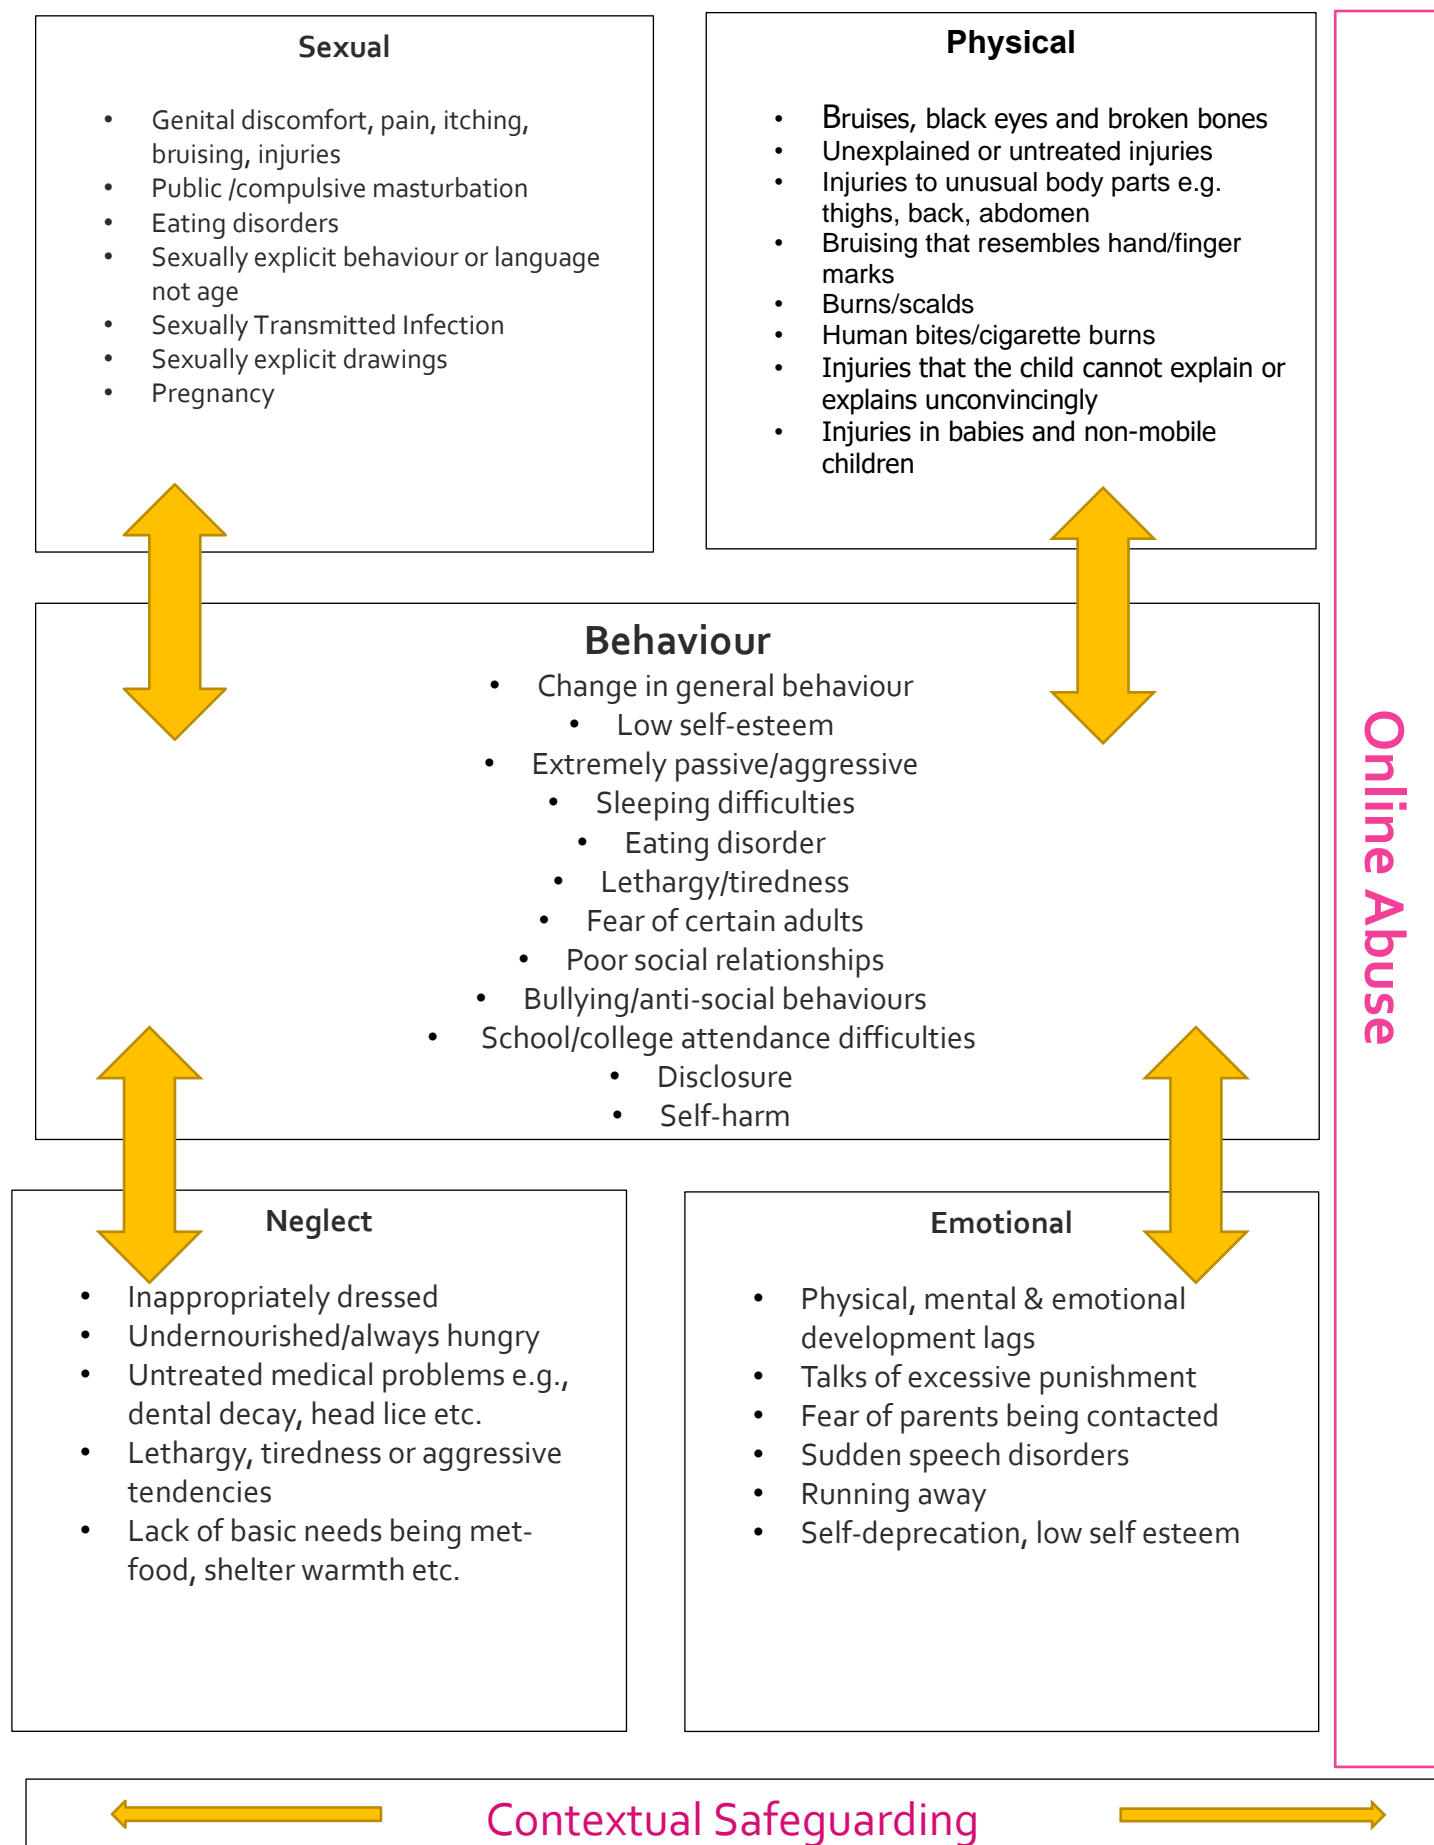 Sexual
• Genital discomfort, pain, itching,
bruising, injuries
• Public /compulsive masturbation
• Eating disorders
• Sexually explicit behaviour or language
not age
• Sexually Transmitted Infection
• Sexually explicit drawings
• Pregnancy
Physical
• Bruises, black eyes and broken bones
• Unexplained or untreated injuries
• Injuries to unusual body parts e.g.
thighs, back, abdomen
• Bruising that resembles hand/finger
marks
• Burns/scalds
• Human bites/cigarette burns
• Injuries that the child cannot explain or
explains unconvincingly
• Injuries in babies and non-mobile
children
Behaviour
• Change in general behaviour
• Low self-esteem
• Extremely passive/aggressive
• Sleeping difficulties
• Eating disorder
• Lethargy/tiredness
• Fear of certain adults
• Poor social relationships
• Bullying/anti-social behaviours
• School/college attendance difficulties
• Disclosure
• Self-harm
Neglect
• Inappropriately dressed
• Undernourished/always hungry
• Untreated medical problems e.g.,
dental decay, head lice etc.
• Lethargy, tiredness or aggressive
tendencies
• Lack of basic needs being met-
food, shelter warmth etc.
Emotional
• Physical, mental & emotional
development lags
• Talks of excessive punishment
• Fear of parents being contacted
• Sudden speech disorders
• Running away
• Self-deprecation, low self esteem
Online Abuse
Contextual Safeguarding